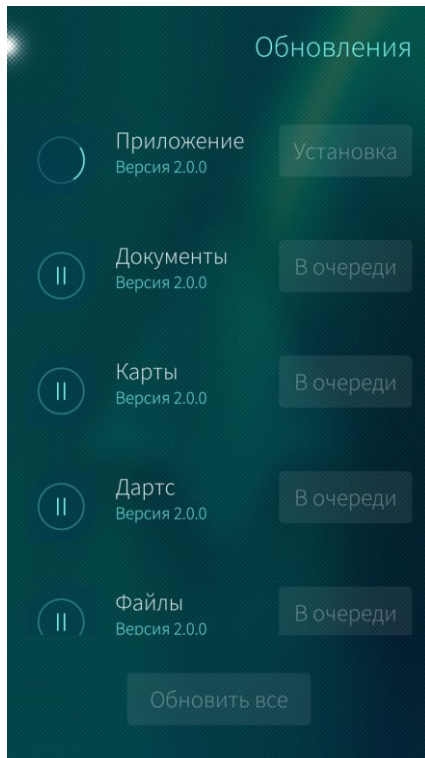 Обновления
Приложение
Версия 2.0.0
Установка
Документы
Версия 2.0.0
В очереди
Карты
Версия 2.0.0
В очереди
Дартс
Версия 2.0.0
В очереди
Файлы
Версия 2.0.0
В очереди
Обновить все